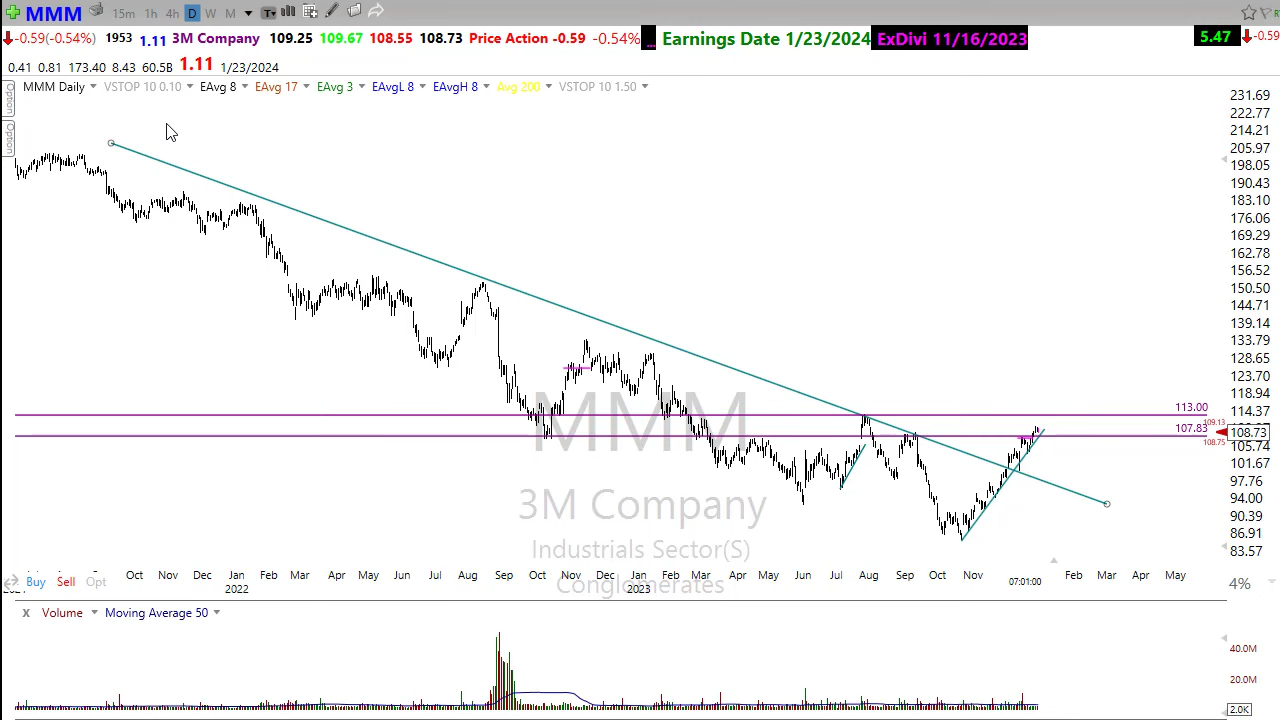 MMM 15m 1h 4h D W M T
-0.59(-0.54%) 1953 1.11 3M Company 109.25 109.67 108.55 108.73 Price Action -0.59 -0.54% ... Earnings Date 1/23/2024 ExDivi 11/16/2023 5.47 -0.59
0.41 0.81 173.40 8.43 60.5B 1.11 1/23/2024
Option
Option
MMM Daily VSTOP 10 0.10 EAvg 8 EAvg 17 EAvg 3 EAvgL 8 EAvgH 8 Avg 200 VSTOP 10 1.50
231.69
222.77
214.21
205.97
198.05
190.43
183.10
176.06
169.29
162.78
156.52
150.50
144.71
139.14
133.79
128.65
123.70
118.94
114.37
113.00
107.83
109.13
108.73
108.75
105.74
101.67
97.76
94.00
90.39
86.91
83.57
MMM
3M Company
Industrials Sector(S)
Conglomerates
Buy Sell Opt
Oct Nov Dec Jan Feb Mar Apr May Jun Jul Aug Sep Oct Nov Dec Jan Feb Mar Apr May Jun Jul Aug Sep Oct Nov 07:01:00 Feb Mar Apr May
2022 2023
4%
X Volume Moving Average 50
40.0M
20.0M
2.0K